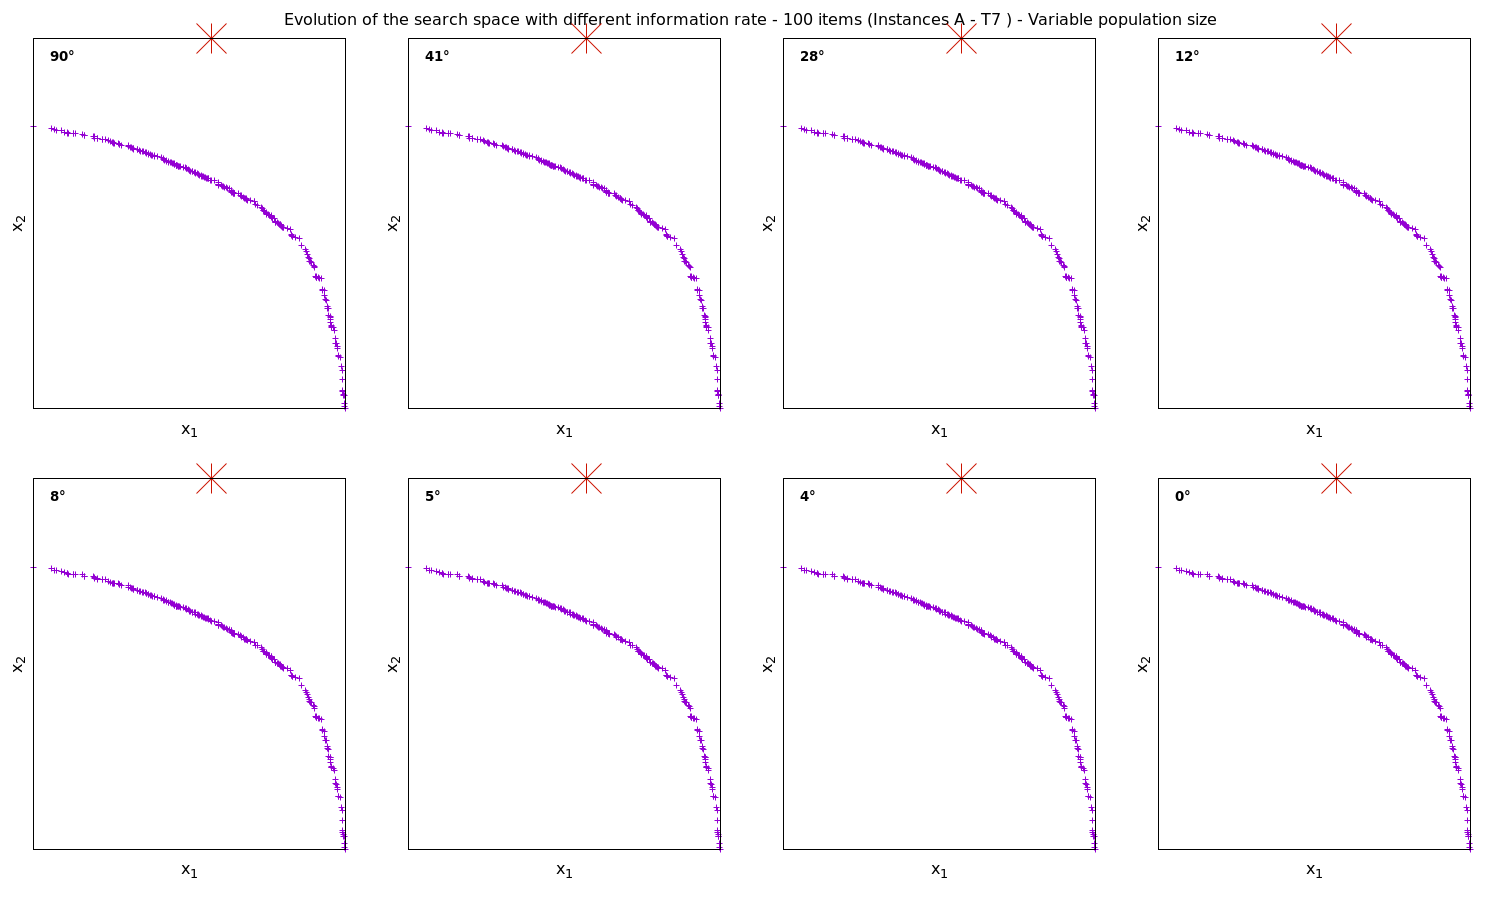 Evolution of the search space with different information rate - 100 items (Instances A - T7 ) - Variable population size
90°
41°
28°
12°
x2
x2
x2
x2
x1
x1
x1
x1
8°
5°
4°
0°
x2
x2
x2
x2
x1
x1
x1
x1